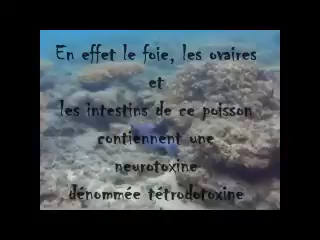 En effet le foie, les ovaires
et
les intestins de ce poisson
contiennent une
neurotoxine
dénommée tétrodotoxine